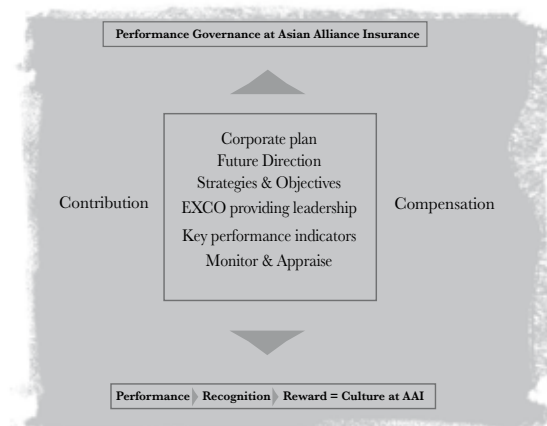 Performance Governance at Asian Alliance Insurance
Corporate plan
Future Direction
Strategies & Objectives
EXCO providing leadership
Key performance indicators
Monitor & Appraise
Contribution
Compensation
Performance Recognition Reward = Culture at AAI